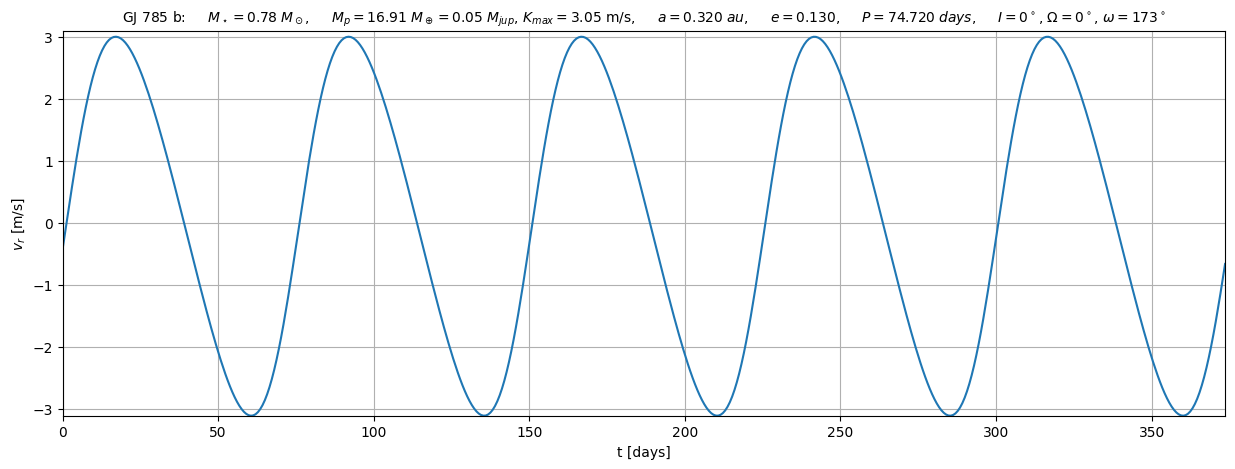 GJ 785 b: M⋆ = 0.78 M⊙, Mp = 16.91 M⊕ = 0.05 Mjup, Kmax = 3.05 m/s, a = 0.320 au, e = 0.130, P = 74.720 days, I = 0°, Ω = 0°, ω = 173°
3
2
1
0
−1
−2
−3
vr [m/s]
0 50 100 150 200 250 300 350
t [days]